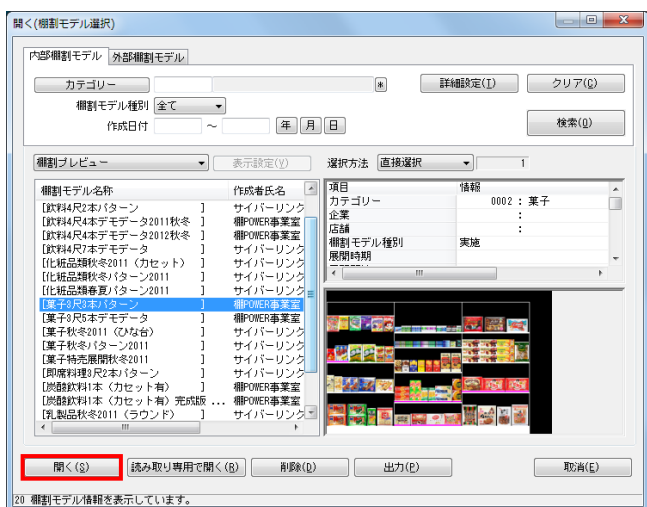 開く(棚割モデル選択)
内部棚割モデル 外部棚割モデル
カテゴリー * 詳細設定(I) クリア(C)
棚割モデル種別 全て
作成日付 ～ 年 月 日 検索(Q)
棚割プレビュー 表示設定(V) 選択方法 直接選択 1
棚割モデル名称 作成者氏名
[飲料4尺2本パターン ] サイバーリンク
[飲料4尺4本デモデータ2011秋冬 ] 棚POWER事業室
[飲料4尺4本デモデータ2012秋冬 ] 棚POWER事業室
[飲料4尺7本デモデータ ] サイバーリンク
[化粧品類秋冬2011（カセット） ] サイバーリンク
[化粧品類秋冬パターン2011 ] サイバーリンク
[化粧品類春夏パターン2011 ] サイバーリンク
[菓子3尺3本パターン ] 棚POWER事業室
[菓子3尺5本デモデータ ] 棚POWER事業室
[菓子秋冬2011（ひな台） ] サイバーリンク
[菓子秋冬パターン2011 ] サイバーリンク
[菓子特売展開秋冬2011 ] サイバーリンク
[即席料理3尺2本パターン ] サイバーリンク
[炭酸飲料1本（カセット有） ] 棚POWER事業室
[炭酸飲料1本（カセット有）完成版 ... 棚POWER事業室
[乳製品秋冬2011（ラウンド） ] サイバーリンク
項目 情報
カテゴリー 0002 : 菓子
企業 :
店舗 :
棚割モデル種別 実施
展開時期
開く(S) 読み取り専用で開く(R) 削除(D) 出力(P) 取消(E)
20 棚割モデル情報を表示しています。